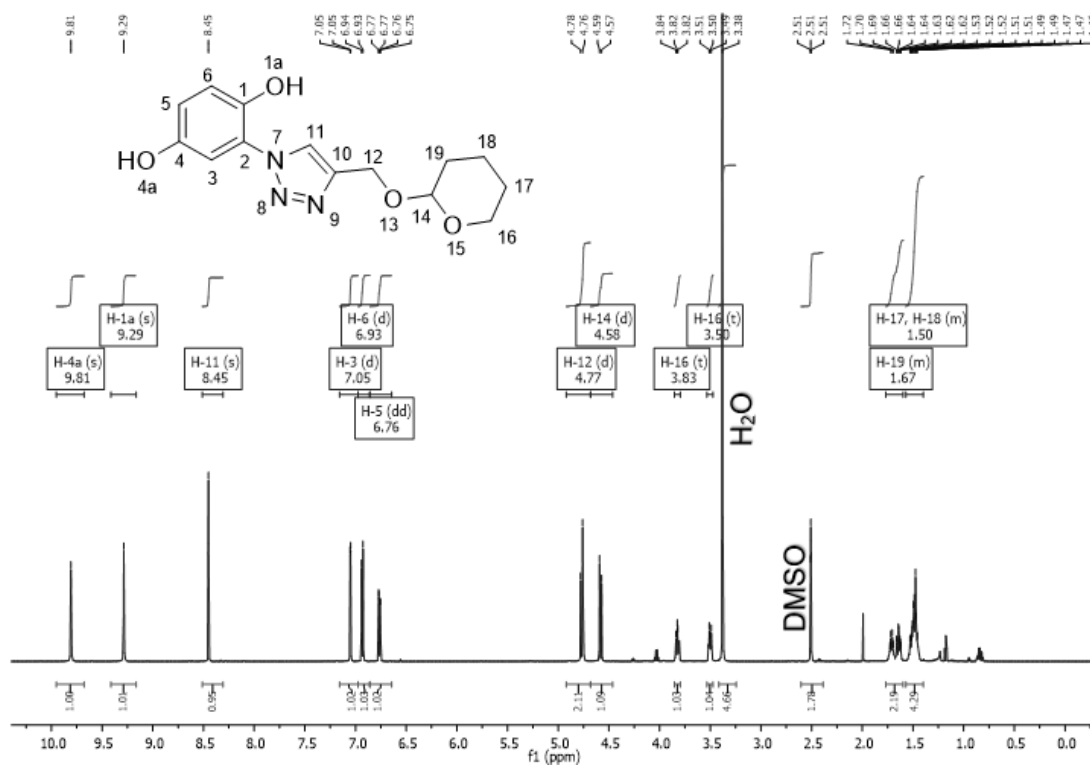 9.81 9.29 8.45 7.05 7.05 6.94 6.93 6.77 6.77 6.76 6.75 4.78 4.76 4.59 4.57 3.84 3.82 3.82 3.51 3.50 3.49 3.38 2.51 2.51 2.51 1.72 1.70 1.69 1.66 1.66 1.64 1.64 1.63 1.62 1.62 1.53 1.52 1.52 1.51 1.51 1.49 1.49 1.47 1.47
1a
6 OH
5 1
7 11
18
10 12 19
HO 4 2 N
17
4a 3 O
N N 13 14 O 16
8 9 15
H-1a (s)
9.29
H-6 (d)
6.93
H-14 (d)
4.58
H-16 (t)
3.50
H-17, H-18 (m)
1.50
H-4a (s)
9.81
H-11 (s)
8.45
H-3 (d)
7.05
H-12 (d)
4.77
H-16 (t)
3.83
H-19 (m)
1.67
H-5 (dd)
6.76
H₂O
DMSO
1.00 1.01 0.95 1.02 1.03 1.02 2.11 1.09 1.03 1.04 4.66 1.78 2.19 4.29
10.0 9.5 9.0 8.5 8.0 7.5 7.0 6.5 6.0 5.5 5.0 4.5 4.0 3.5 3.0 2.5 2.0 1.5 1.0 0.5 0.0
f1 (ppm)